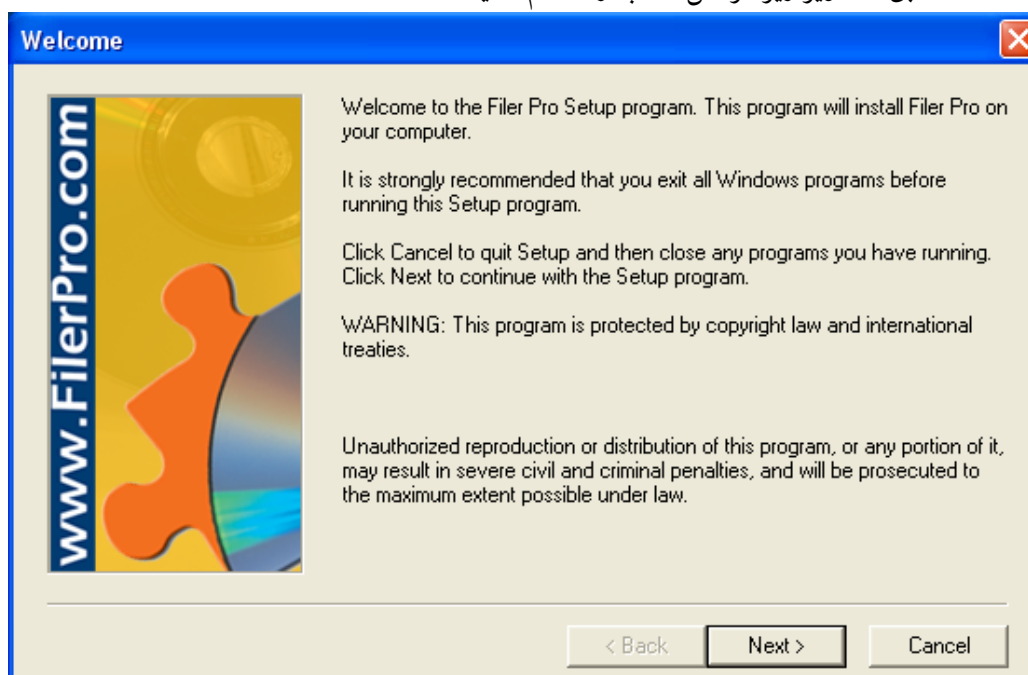 Welcome
www.FilerPro.com
Welcome to the Filer Pro Setup program. This program will install Filer Pro on
your computer.
It is strongly recommended that you exit all Windows programs before
running this Setup program.
Click Cancel to quit Setup and then close any programs you have running.
Click Next to continue with the Setup program.
WARNING: This program is protected by copyright law and international
treaties.
Unauthorized reproduction or distribution of this program, or any portion of it,
may result in severe civil and criminal penalties, and will be prosecuted to
the maximum extent possible under law.
< Back
Next >
Cancel